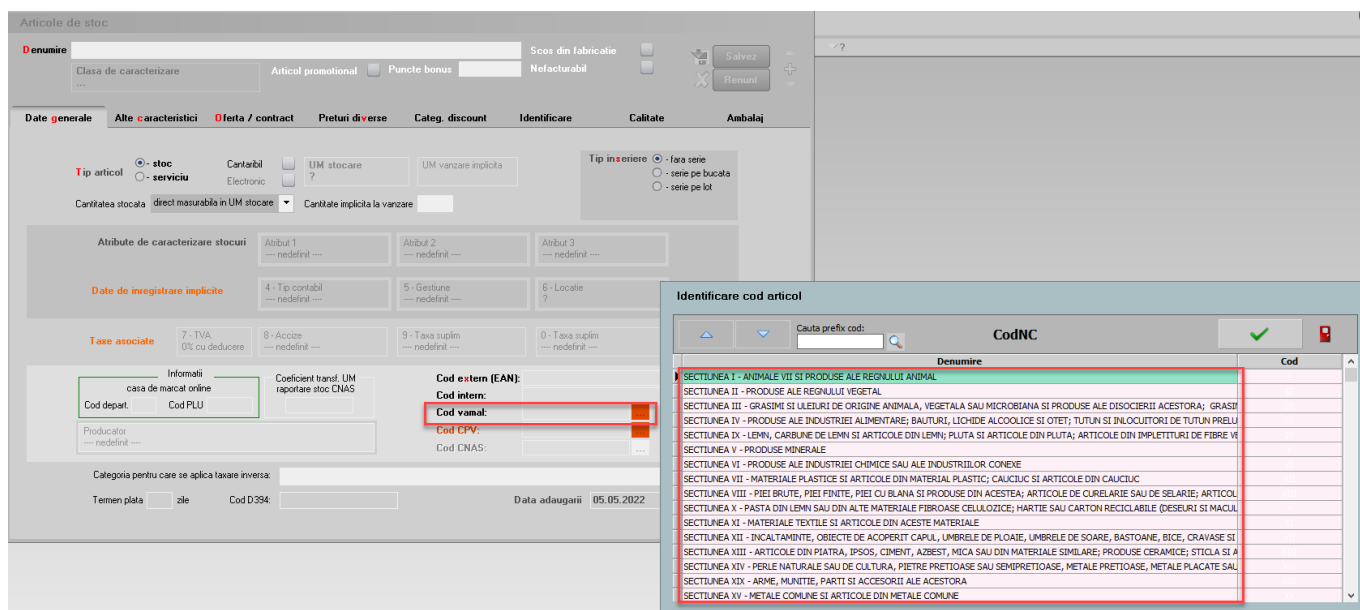 Articole de stoc
Denumire
Scos din fabricatie
Clasa de caracterizare
---
Articol promotional
Puncte bonus
Nefacturabil
Salvez
Renunt
?
Date generale
Alte caracteristici
Oferta / contract
Preturi diverse
Categ. discount
Identificare
Calitate
Ambalaj
Tip articol
- stoc
- serviciu
Cantaribil
Electronic
UM stocare
?
UM vanzare implicita
Tip inseriere
- fara serie
- serie pe bucata
- serie pe lot
Cantitatea stocata
direct masurabila in UM stocare
Cantitate implicita la vanzare
Atribute de caracterizare stocuri
Atribut 1
---- nedefinit ----
Atribut 2
---- nedefinit ----
Atribut 3
---- nedefinit ----
Date de inregistrare implicite
4 - Tip contabil
---- nedefinit ----
5 - Gestiune
---- nedefinit ----
6 - Locatie
?
Taxe asociate
7 - TVA
0% cu deducere
8 - Accize
---- nedefinit ----
9 - Taxa suplim
---- nedefinit ----
0 - Taxa suplim
---- nedefinit ----
Informatii
casa de marcat online
Cod depart.
Cod PLU
Coeficient transf. UM
raportare stoc CNAS
Cod extern (EAN):
Cod intern:
Cod vamal:
...
Cod CPV:
Cod CNAS:
...
Producator
---- nedefinit ----
Categoria pentru care se aplica taxare inversa:
Termen plata
zile
Cod D394:
Data adaugarii
05.05.2022
Identificare cod articol
Cauta prefix cod:
CodNC
Denumire
Cod
SECTIUNEA I - ANIMALE VII SI PRODUSE ALE REGNULUI ANIMAL
SECTIUNEA II - PRODUSE ALE REGNULUI VEGETAL
SECTIUNEA III - GRASIMI SI ULEIURI DE ORIGINE ANIMALA, VEGETALA SAU MICROBIANA SI PRODUSE ALE DISOCIERII ACESTORA; GRASI
SECTIUNEA IV - PRODUSE ALE INDUSTRIEI ALIMENTARE; BAUTURI, LICHIDE ALCOOLICE SI OTET; TUTUN SI INLOCUITORI DE TUTUN PRELU
SECTIUNEA IX - LEMN, CARBUNE DE LEMN SI ARTICOLE DIN LEMN; PLUTA SI ARTICOLE DIN PLUTA; ARTICOLE DIN IMPLETITURI DE FIBRE VE
SECTIUNEA V - PRODUSE MINERALE
SECTIUNEA VI - PRODUSE ALE INDUSTRIEI CHIMICE SAU ALE INDUSTRIILOR CONEXE
SECTIUNEA VII - MATERIALE PLASTICE SI ARTICOLE DIN MATERIAL PLASTIC; CAUCIUC SI ARTICOLE DIN CAUCIUC
SECTIUNEA VIII - PIEI BRUTE, PIEI FINITE, PIEI CU BLANA SI PRODUSE DIN ACESTEA; ARTICOLE DE CURELARIE SAU DE SELARIE; ARTICOL
SECTIUNEA X - PASTA DIN LEMN SAU DIN ALTE MATERIALE FIBROASE CELULOZICE; HARTIE SAU CARTON RECICLABILE (DESEURI SI MACUL
SECTIUNEA XI - MATERIALE TEXTILE SI ARTICOLE DIN ACESTE MATERIALE
SECTIUNEA XII - INCALTAMINTE, OBIECTE DE ACOPERIT CAPUL, UMBRELE DE PLOAIE, UMBRELE DE SOARE, BASTOANE, BICE, CRAVASE SI
SECTIUNEA XIII - ARTICOLE DIN PIATRA, IPSOS, CIMENT, AZBEST, MICA SAU DIN MATERIALE SIMILARE; PRODUSE CERAMICE; STICLA SI A
SECTIUNEA XIV - PERLE NATURALE SAU DE CULTURA, PIETRE PRETIOASE SAU SEMIPRETIOASE, METALE PRETIOASE, METALE PLACATE SAU
SECTIUNEA XIX - ARME, MUNITIE, PARTI SI ACCESORII ALE ACESTORA
SECTIUNEA XV - METALE COMUNE SI ARTICOLE DIN METALE COMUNE